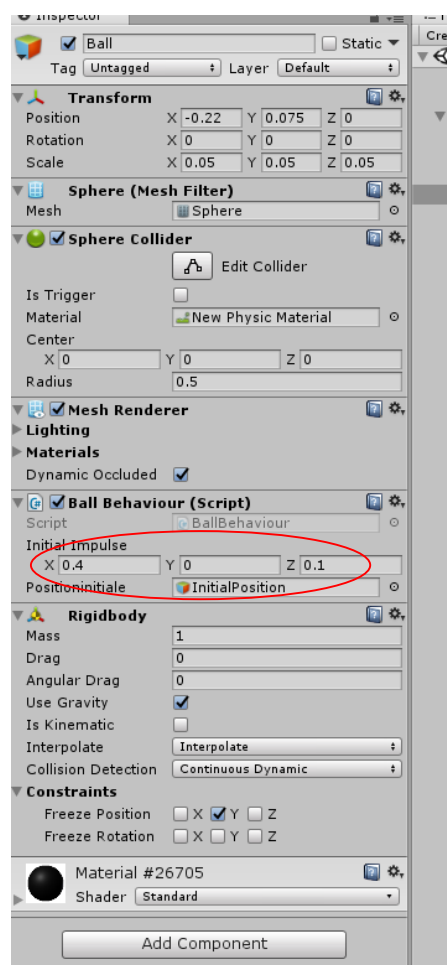 Inspector
Ball Static
Tag Untagged Layer Default
Transform
Position X -0.22 Y 0.075 Z 0
Rotation X 0 Y 0 Z 0
Scale X 0.05 Y 0.05 Z 0.05
Sphere (Mesh Filter)
Mesh Sphere
Sphere Collider
Edit Collider
Is Trigger
Material New Physic Material
Center
X 0 Y 0 Z 0
Radius 0.5
Mesh Renderer
Lighting
Materials
Dynamic Occluded
Ball Behaviour (Script)
Script BallBehaviour
Initial Impulse
X 0.4 Y 0 Z 0.1
Positioninitiale InitialPosition
Rigidbody
Mass 1
Drag 0
Angular Drag 0
Use Gravity
Is Kinematic
Interpolate Interpolate
Collision Detection Continuous Dynamic
Constraints
Freeze Position X Y Z
Freeze Rotation X Y Z
Material #26705
Shader Standard
Add Component
Cre